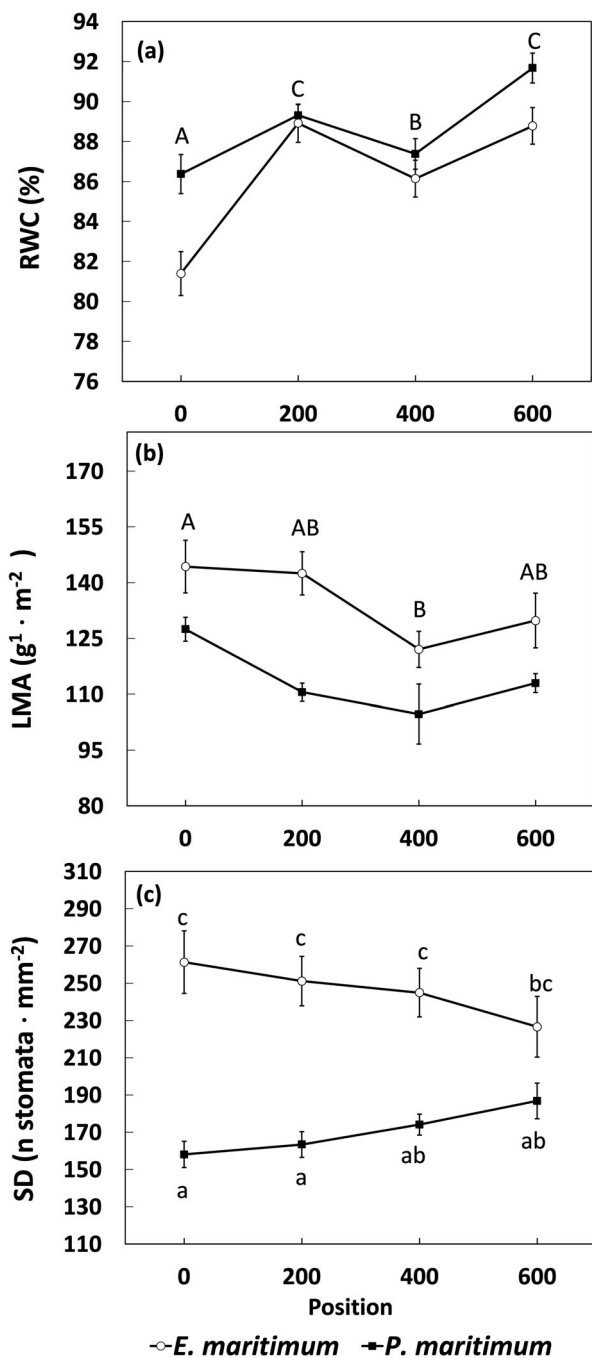 94
92
90
88
86
84
82
80
78
76
RWC (%)
(a)
A
C
B
C
0 200 400 600
170
155
140
125
110
95
80
LMA (g¹ · m⁻² )
(b)
A
AB
B
AB
0 200 400 600
310
290
270
250
230
210
190
170
150
130
110
SD (n stomata · mm⁻²)
(c)
c
c
c
bc
a
a
ab
ab
0 200 400 600
Position
E. maritimum P. maritimum